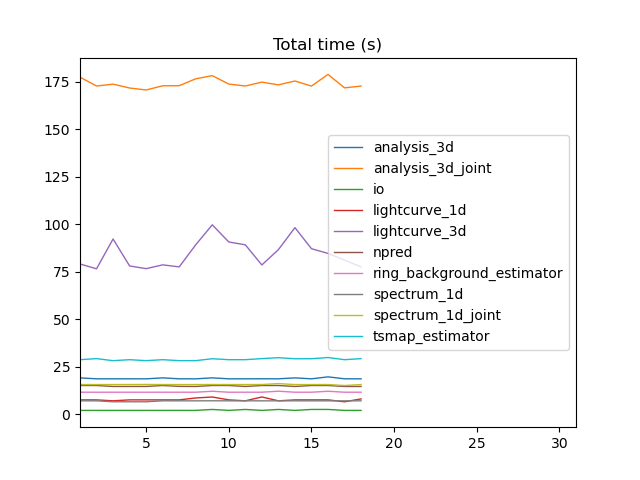 Total time (s)
175
150
125
100
75
50
25
0
analysis_3d
analysis_3d_joint
io
lightcurve_1d
lightcurve_3d
npred
ring_background_estimator
spectrum_1d
spectrum_1d_joint
tsmap_estimator
5 10 15 20 25 30